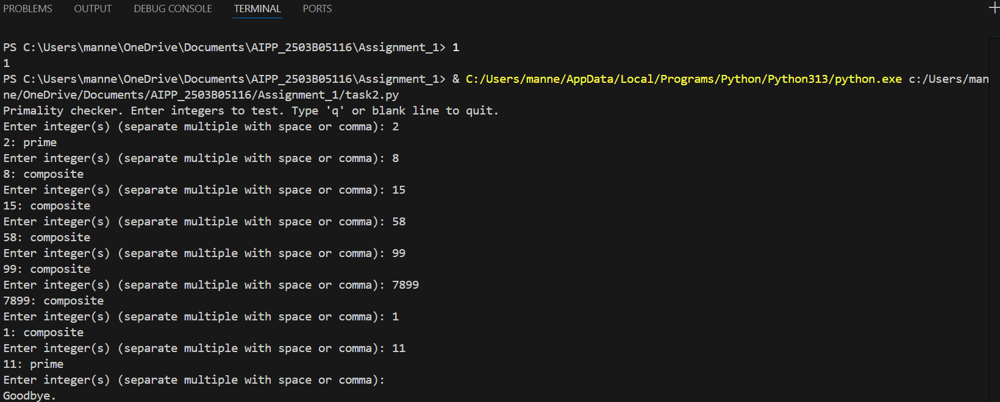 PROBLEMS OUTPUT DEBUG CONSOLE TERMINAL PORTS
PS C:\Users\manne\OneDrive\Documents\AIPP_2503B05116\Assignment_1> 1
1
PS C:\Users\manne\OneDrive\Documents\AIPP_2503B05116\Assignment_1> & C:/Users/manne/AppData/Local/Programs/Python/Python313/python.exe c:/Users/man
ne/OneDrive/Documents/AIPP_2503B05116/Assignment_1/task2.py
Primality checker. Enter integers to test. Type 'q' or blank line to quit.
Enter integer(s) (separate multiple with space or comma): 2
2: prime
Enter integer(s) (separate multiple with space or comma): 8
8: composite
Enter integer(s) (separate multiple with space or comma): 15
15: composite
Enter integer(s) (separate multiple with space or comma): 58
58: composite
Enter integer(s) (separate multiple with space or comma): 99
99: composite
Enter integer(s) (separate multiple with space or comma): 7899
7899: composite
Enter integer(s) (separate multiple with space or comma): 1
1: composite
Enter integer(s) (separate multiple with space or comma): 11
11: prime
Enter integer(s) (separate multiple with space or comma):
Goodbye.